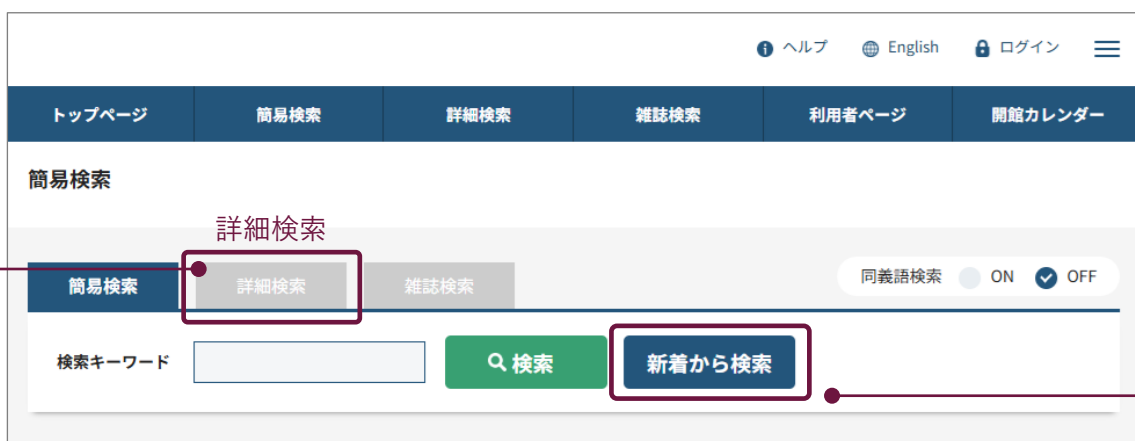 ヘルプ English ログイン
トップページ 簡易検索 詳細検索 雑誌検索 利用者ページ 開館カレンダー
簡易検索
詳細検索
簡易検索 詳細検索 雑誌検索 同義語検索 ON OFF
検索キーワード 検索 新着から検索